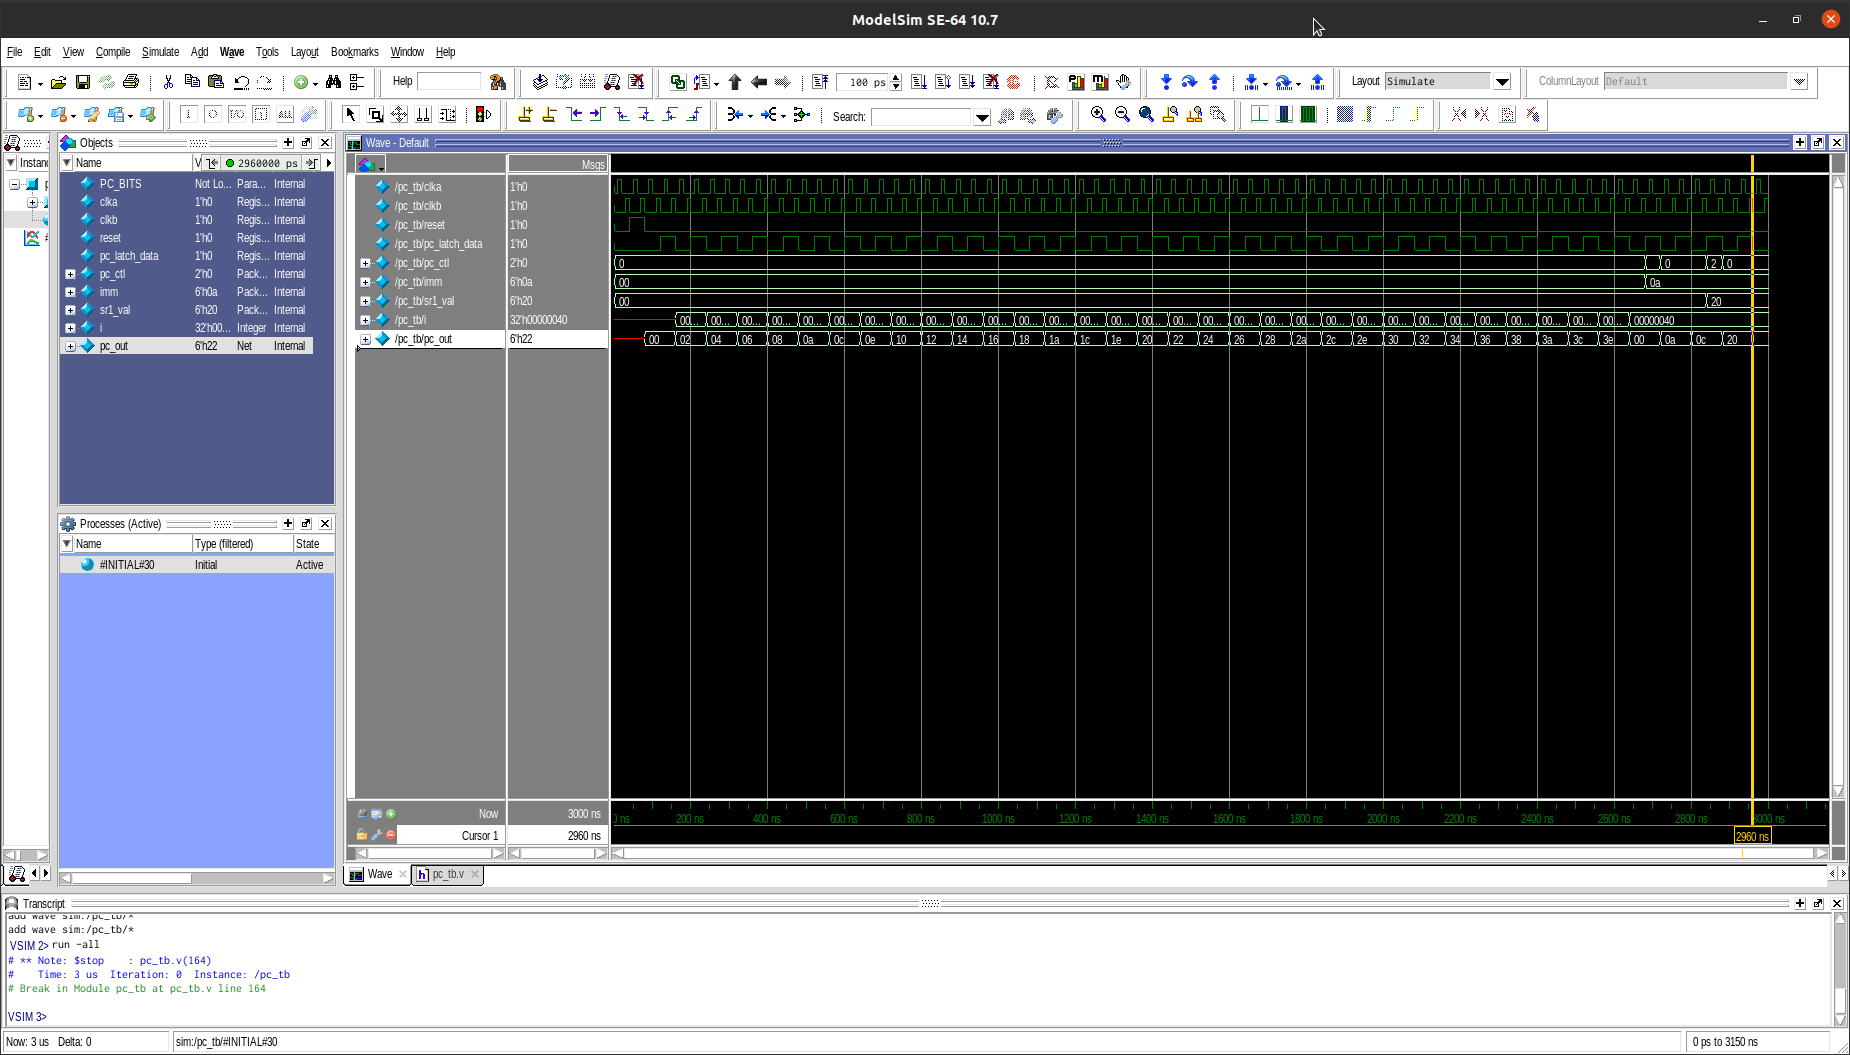 ModelSim SE-64 10.7
File Edit View Compile Simulate Add Wave Tools Layout Bookmarks Window Help
Help 100 ps Layout Simulate ColumnLayout Default
Search:
Objects
Wave - Default
Instanc
Name 2960000 ps
Msgs
PC_BITS Not Lo... Para... Internal
clka 1'h0 Regis... Internal
clkb 1'h0 Regis... Internal
reset 1'h0 Regis... Internal
pc_latch_data 1'h0 Regis... Internal
pc_ctl 2'h0 Pack... Internal
imm 6'h0a Pack... Internal
sr1_val 6'h20 Pack... Internal
i 32'h00... Integer Internal
pc_out 6'h22 Net Internal
/pc_tb/clka 1'h0
/pc_tb/clkb 1'h0
/pc_tb/reset 1'h0
/pc_tb/pc_latch_data 1'h0
/pc_tb/pc_ctl 2'h0 0 0 2 0
/pc_tb/imm 6'h0a 00 0a
/pc_tb/sr1_val 6'h20 00 20
/pc_tb/i 32'h00000040 00... 00... 00... 00... 00... 00... 00... 00... 00... 00... 00... 00... 00... 00... 00... 00... 00... 00... 00... 00... 00... 00... 00... 00... 00... 00... 00... 00... 00... 00... 00... 00000040
/pc_tb/pc_out 6'h22 00 02 04 06 08 0a 0c 0e 10 12 14 16 18 1a 1c 1e 20 22 24 26 28 2a 2c 2e 30 32 34 36 38 3a 3c 3e 00 0a 0c 20
Processes (Active)
Name Type (filtered) State
#INITIAL#30 Initial Active
Now 3000 ns
ns 200 ns 400 ns 600 ns 800 ns 1000 ns 1200 ns 1400 ns 1600 ns 1800 ns 2000 ns 2200 ns 2400 ns 2600 ns 2800 ns 3000 ns
Cursor 1 2960 ns
2960 ns
Wave pc_tb.v
Transcript
add wave sim:/pc_tb/*
add wave sim:/pc_tb/*
VSIM 2> run -all
# ** Note: $stop : pc_tb.v(164)
# Time: 3 us Iteration: 0 Instance: /pc_tb
# Break in Module pc_tb at pc_tb.v line 164
VSIM 3>
Now: 3 us Delta: 0 sim:/pc_tb/#INITIAL#30 0 ps to 3150 ns